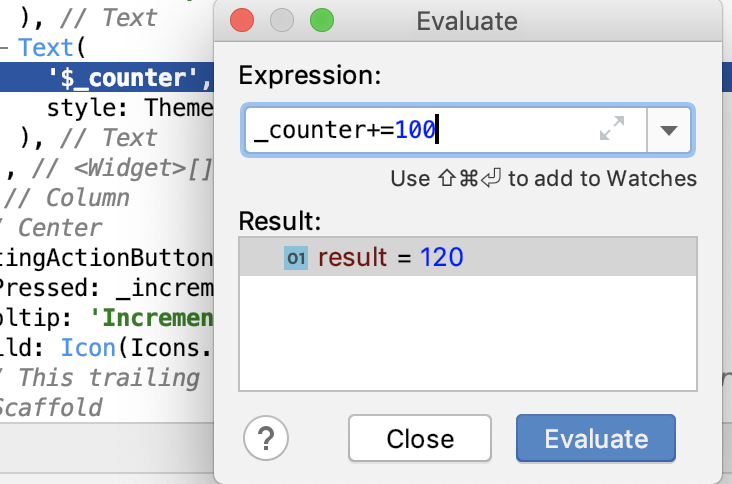 ), // Text
Text(
'$_counter',
style: Theme
), // Text
, // <Widget>[]
// Column
/ Center
tingActionButton
Pressed: _increm
oltip: 'Incremen
ild: Icon(Icons.
/ This trailing
Scaffold
Evaluate
Expression:
_counter+=100
Use ⇧⌘⏎ to add to Watches
Result:
01 result = 120
?
Close
Evaluate